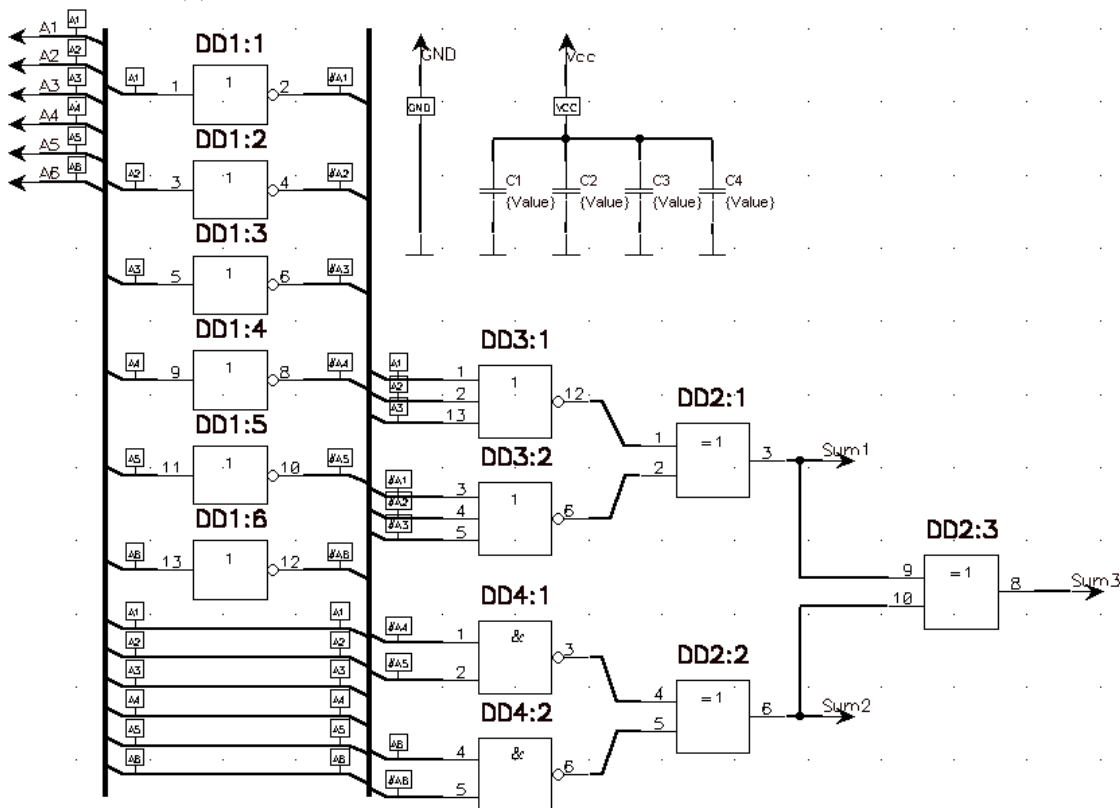 A1 A1
A2 A2
A3 A3
A4 A4
A5 A5
A6 A6
GND
Vcc
GND
VCC
DD1:1
A1 1 1 2 #A1
DD1:2
A2 3 1 4 #A2
DD1:3
A3 5 1 6 #A3
DD1:4
A4 9 1 8 #A4
DD1:5
A5 11 1 10 #A5
DD1:6
A6 13 1 12 #A6
C1 C2 C3 C4
{Value} {Value} {Value} {Value}
A1 A1
A2 A2
A3 A3
A4 A4
A5 A5
A6 A6
DD3:1
A1 1 1
A2 2 12
A3 13
DD3:2
#A1 3 1
#A2 4 6
#A3 5
DD4:1
#A4 1 &
3
#A5 2
DD4:2
A6 4 &
6
#A6 5
DD2:1
1 =1
3 Sum1
2
DD2:2
4 =1
6 Sum2
5
DD2:3
9 =1
8 Sum3
10